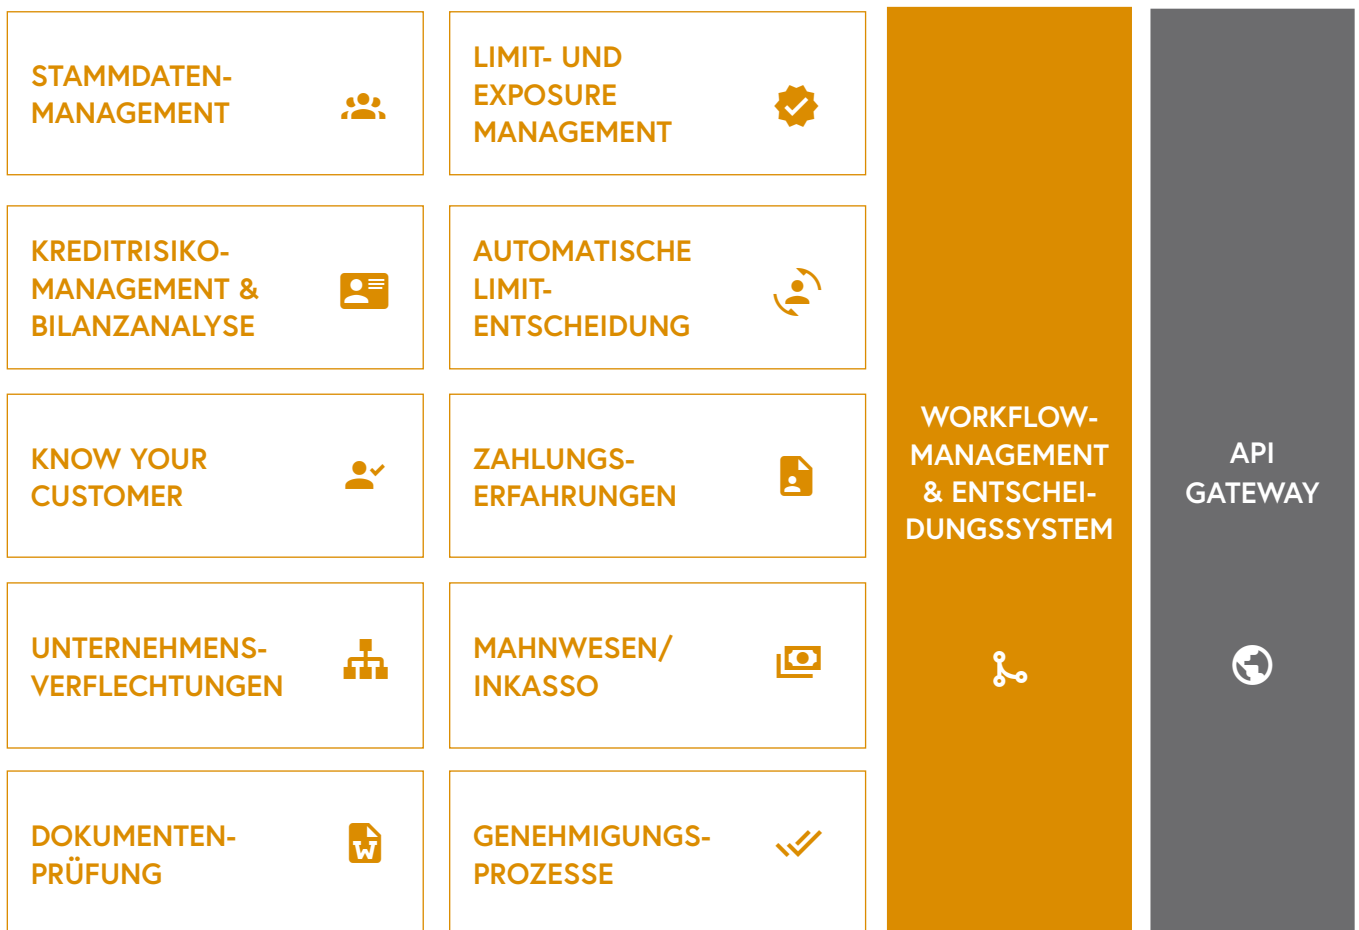 STAMMDATEN-
MANAGEMENT
LIMIT- UND
EXPOSURE
MANAGEMENT
KREDITRISIKO-
MANAGEMENT &
BILANZANALYSE
AUTOMATISCHE
LIMIT-
ENTSCHEIDUNG
KNOW YOUR
CUSTOMER
ZAHLUNGS-
ERFAHRUNGEN
UNTERNEHMENS-
VERFLECHTUNGEN
MAHNWESEN/
INKASSO
DOKUMENTEN-
PRÜFUNG
W
GENEHMIGUNGS-
PROZESSE
WORKFLOW-
MANAGEMENT
& ENTSCHEI-
DUNGSSYSTEM
API
GATEWAY